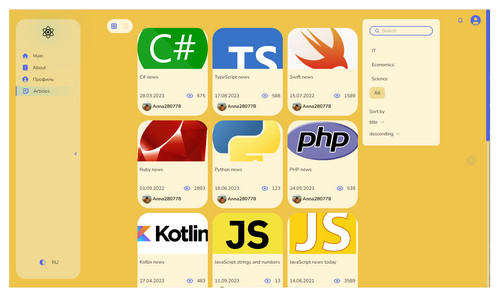 Main
About
Профиль
Articles
RU
C#
C# news
28.03.2023 676
Anna280778
TS
TypeScript news
17.08.2023 588
Anna280778
Swift news
15.07.2022 1589
Anna280778
Ruby news
01.09.2022 2893
Anna280778
Python news
18.06.2023 123
Anna280778
php
PHP news
24.05.2023 539
Anna280778
Kotlin
Kotlin news
27.04.2023 483
JS
JavaScript strings and numbers
11.09.2023 13
JS
JavaScript news today
14.06.2021 3589
Search
IT
Economics
Science
All
Sort by
title
descending